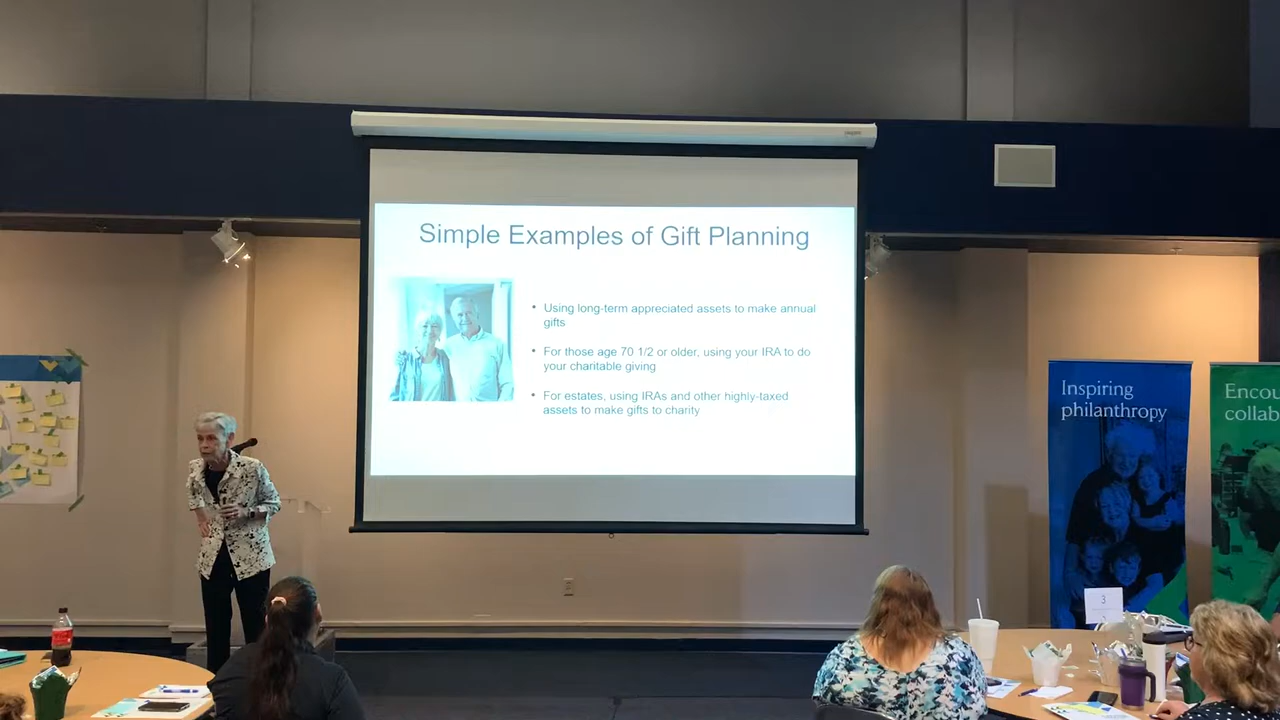 Simple Examples of Gift Planning
• Using long-term appreciated assets to make annual
gifts
• For those age 70 1/2 or older, using your IRA to do
your charitable giving
• For estates, using IRAs and other highly-taxed
assets to make gifts to charity
Inspiring
philanthropy
Encou
collab
3